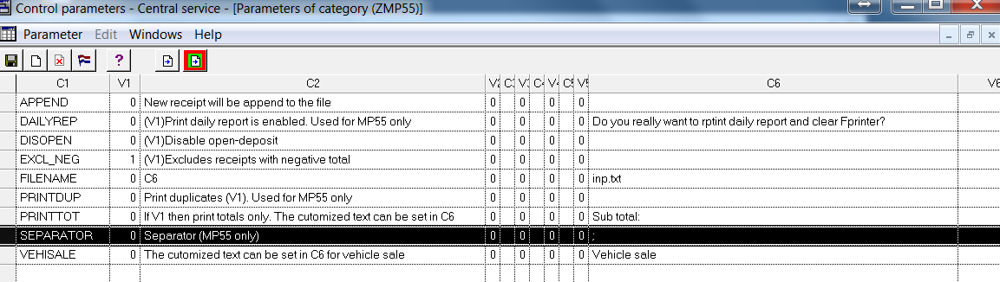 Control parameters - Central service - [Parameters of category (ZMP55)]
Parameter Edit Windows Help
C1 V1 C2 V2 C3 V3 C4 V4 C5 V5 C6 V6
APPEND 0 New receipt will be append to the file 0 0 0 0
DAILYREP 0 (V1)Print daily report is enabled. Used for MP55 only 0 0 0 0 Do you really want to rptint daily report and clear Fprinter?
DISOPEN 0 (V1)Disable open-deposit 0 0 0 0
EXCL_NEG 1 (V1)Excludes receipts with negative total 0 0 0 0
FILENAME 0 C6 0 0 0 0 inp.txt
PRINTDUP 0 Print duplicates (V1). Used for MP55 only 0 0 0 0
PRINTTOT 0 If V1 then print totals only. The cutomized text can be set in C6 0 0 0 0 Sub total:
SEPARATOR 0 Separator (MP55 only) 0 0 0 0 ;
VEHISALE 0 The cutomized text can be set in C6 for vehicle sale 0 0 0 0 Vehicle sale